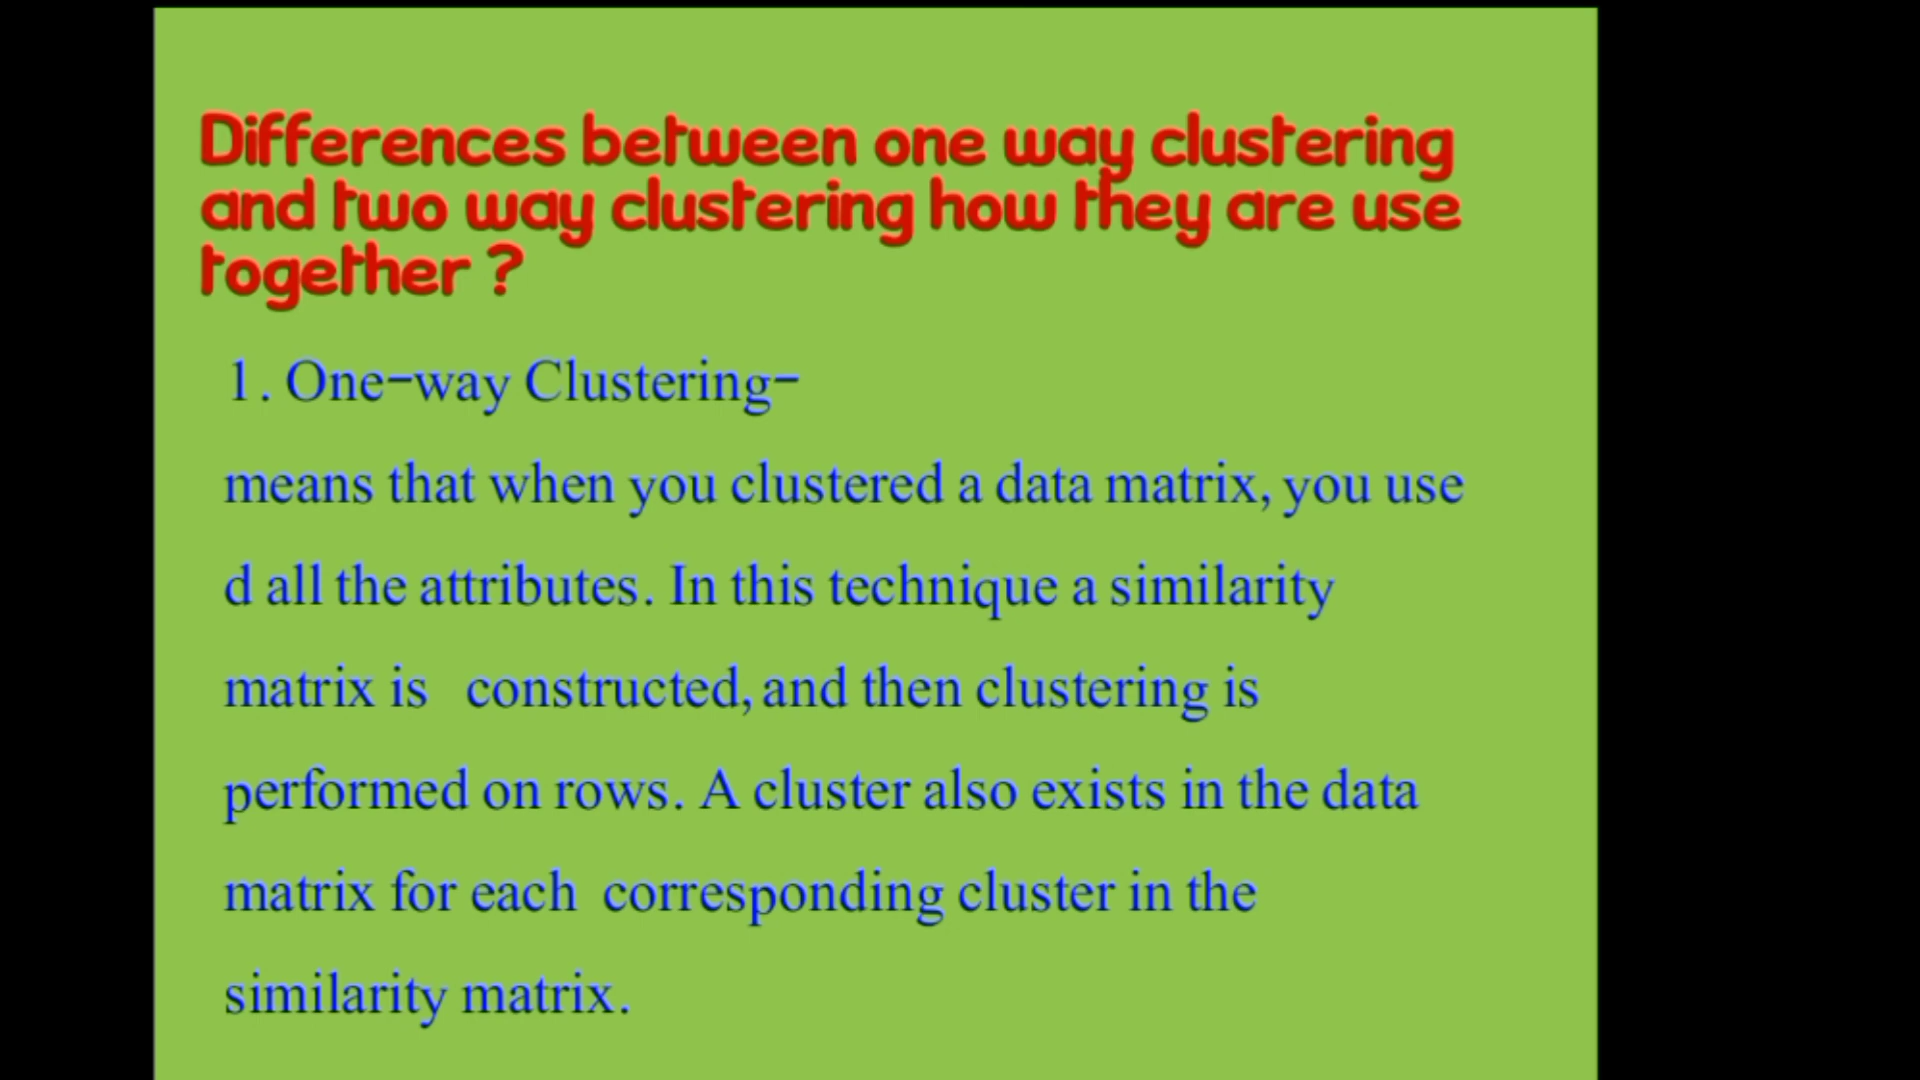 Differences between one way clustering
and two way clustering how they are use
together ?
1. One-way Clustering-
means that when you clustered a data matrix, you use
d all the attributes. In this technique a similarity
matrix is constructed, and then clustering is
performed on rows. A cluster also exists in the data
matrix for each corresponding cluster in the
similarity matrix.